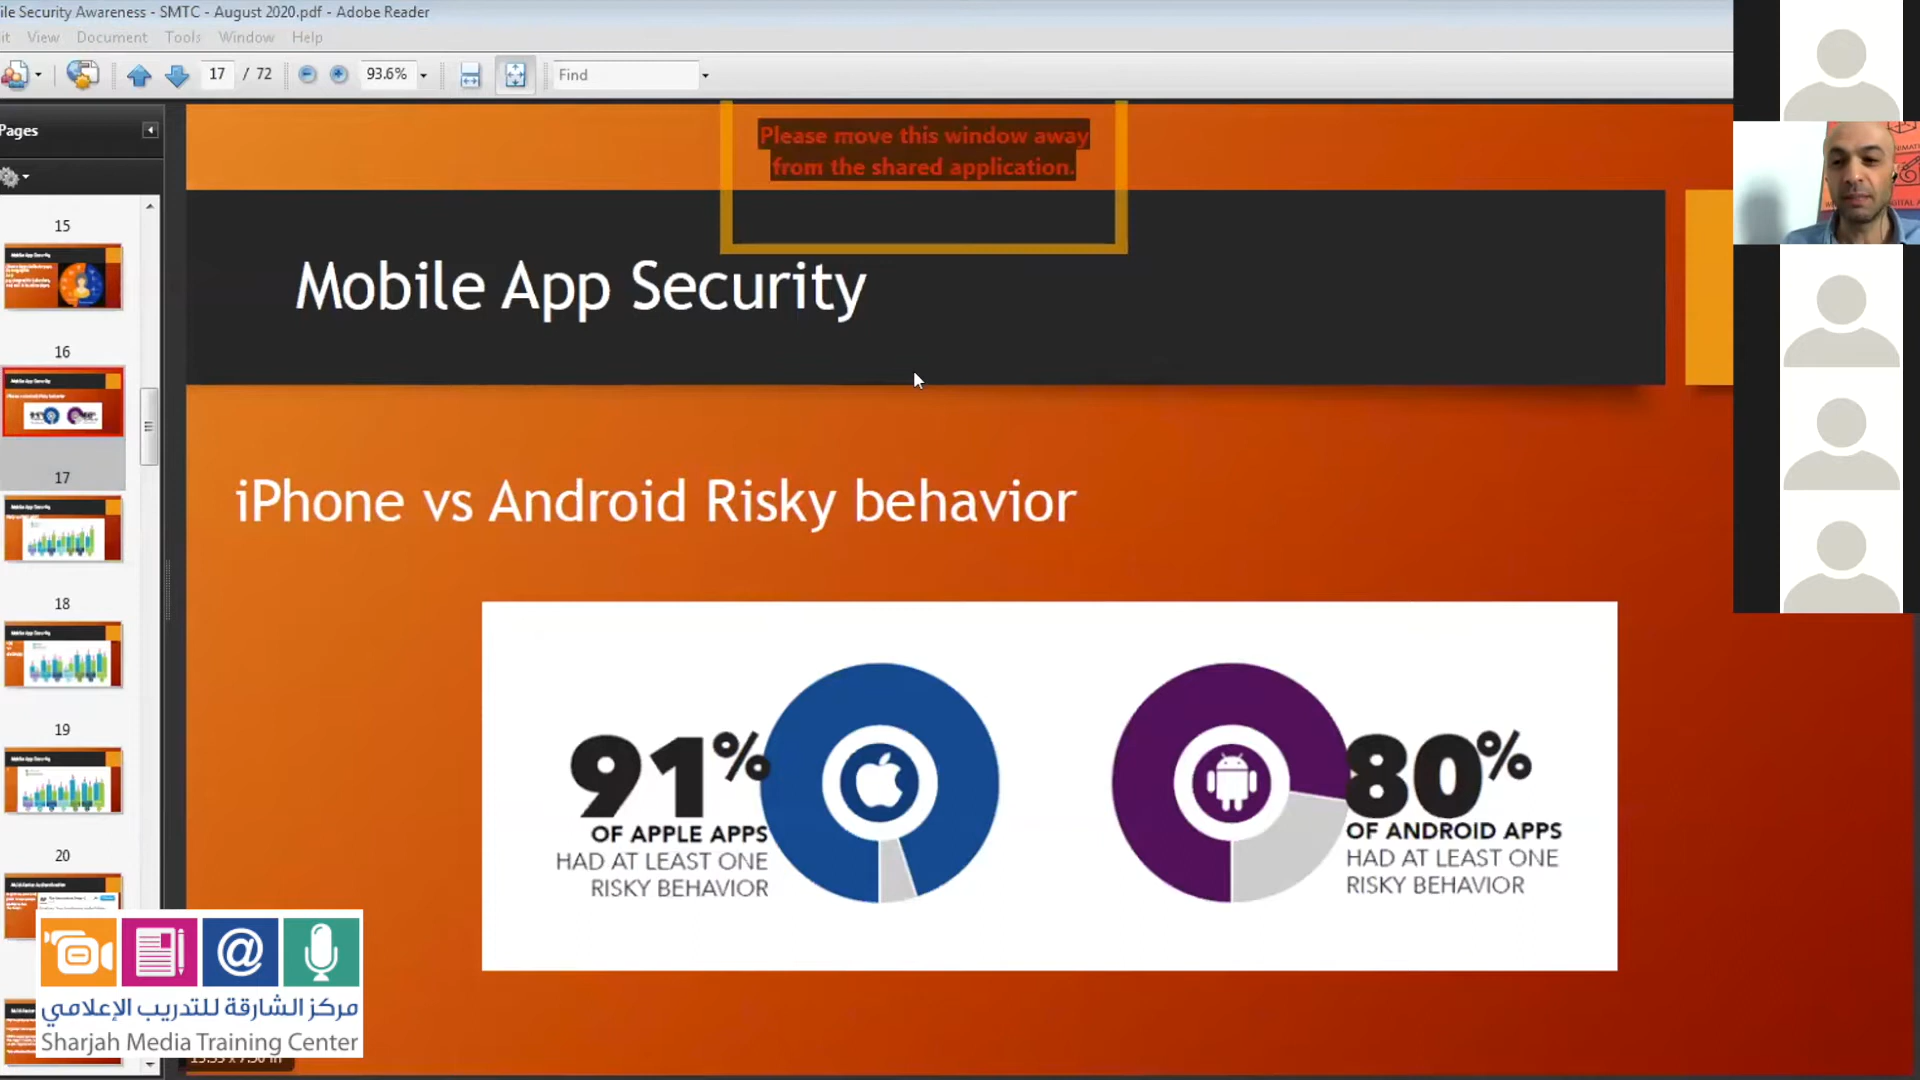 ile Security Awareness - SMTC - August 2020.pdf - Adobe Reader
it View Document Tools Window Help
17 / 72 93.6% Find
Pages
15
16
17
18
19
20
Please move this window away
from the shared application.
Mobile App Security
iPhone vs Android Risky behavior
91%
OF APPLE APPS
HAD AT LEAST ONE
RISKY BEHAVIOR
80%
OF ANDROID APPS
HAD AT LEAST ONE
RISKY BEHAVIOR
مركز الشارقة للتدريب الإعلامي
Sharjah Media Training Center